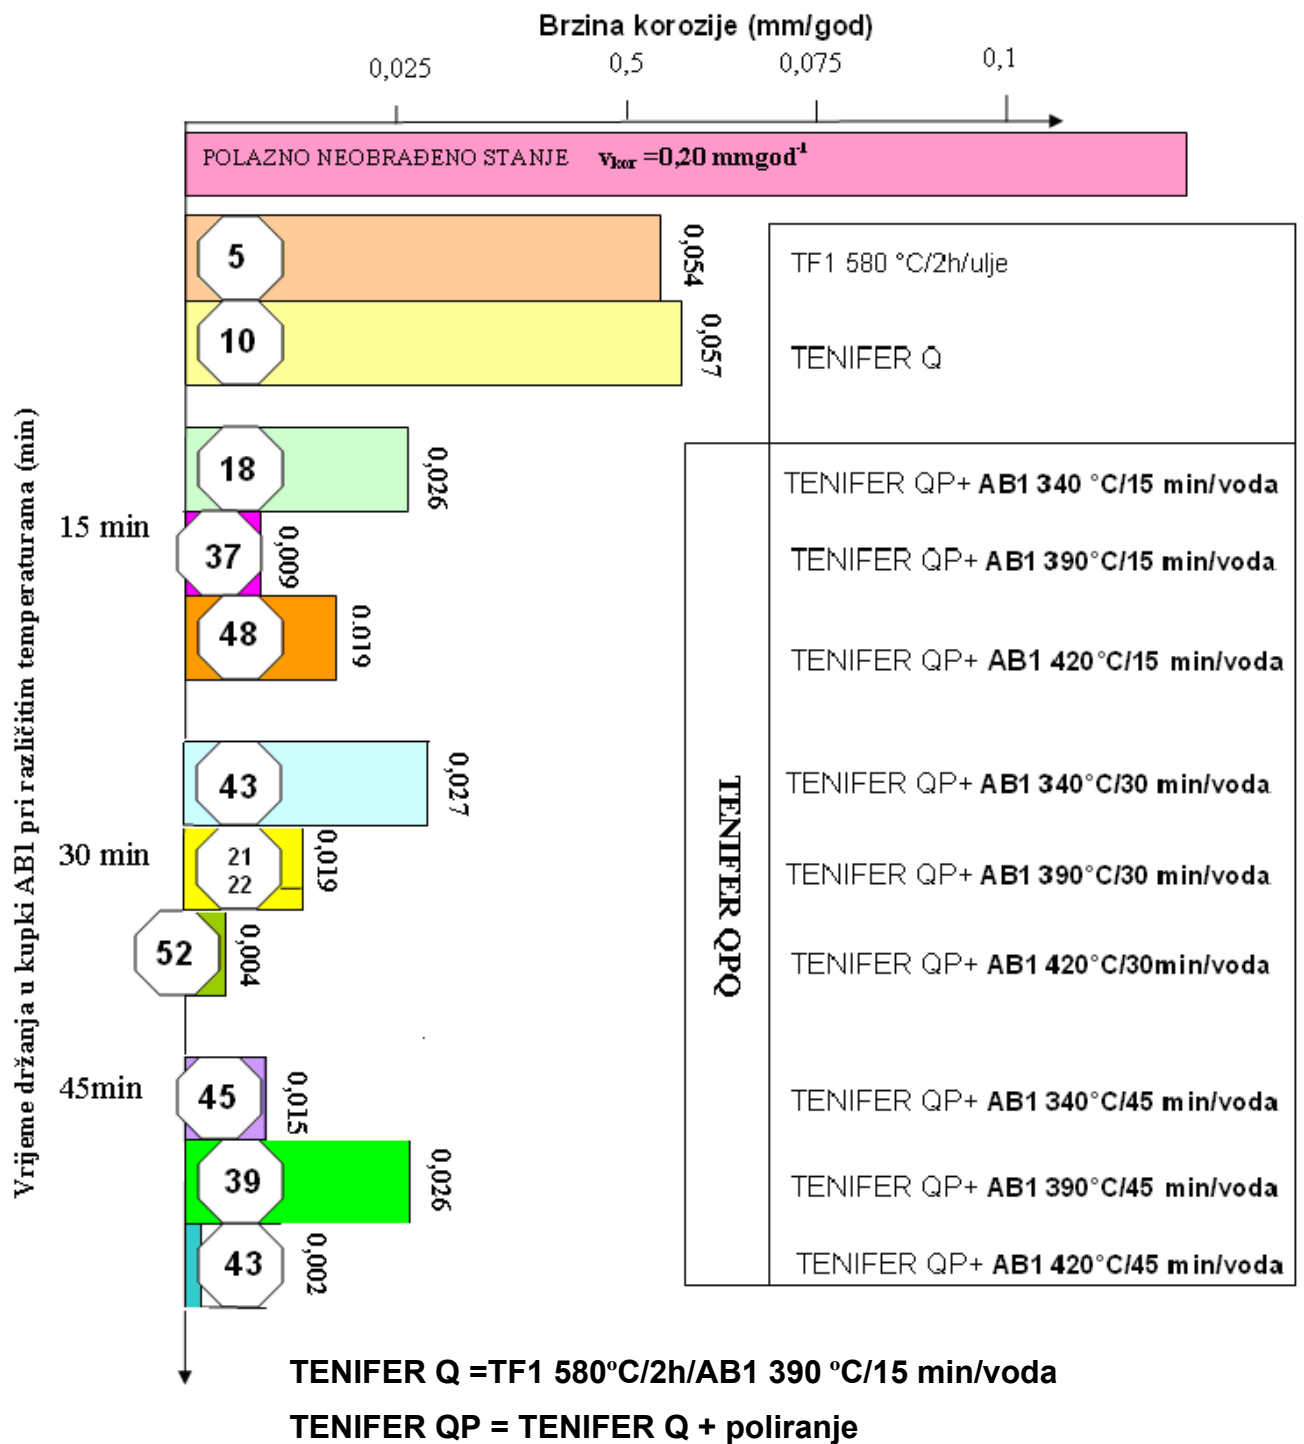 Brzina korozije (mm/god)
0,025
0,5
0,075
0,1
POLAZNO NEOBRAĐENO STANJE v_kor =0,20 mmgod⁻¹
Vrijeme držanja u kupki AB1 pri različitim temperaturama (min)
5
0,054
TF1 580 °C/2h/ulje
10
0,057
TENIFER Q
TENIFER QPQ
15 min
18
0,026
TENIFER QP+ AB1 340 °C/15 min/voda
37
0,009
TENIFER QP+ AB1 390°C/15 min/voda
48
0.019
TENIFER QP+ AB1 420°C/15 min/voda
30 min
43
0,027
TENIFER QP+ AB1 340°C/30 min/voda
21
22
0,019
TENIFER QP+ AB1 390°C/30 min/voda
52
0,004
TENIFER QP+ AB1 420°C/30min/voda
45min
45
0,015
TENIFER QP+ AB1 340°C/45 min/voda
39
0,026
TENIFER QP+ AB1 390°C/45 min/voda
43
0,002
TENIFER QP+ AB1 420°C/45 min/voda
TENIFER Q =TF1 580ºC/2h/AB1 390 ºC/15 min/voda
TENIFER QP = TENIFER Q + poliranje